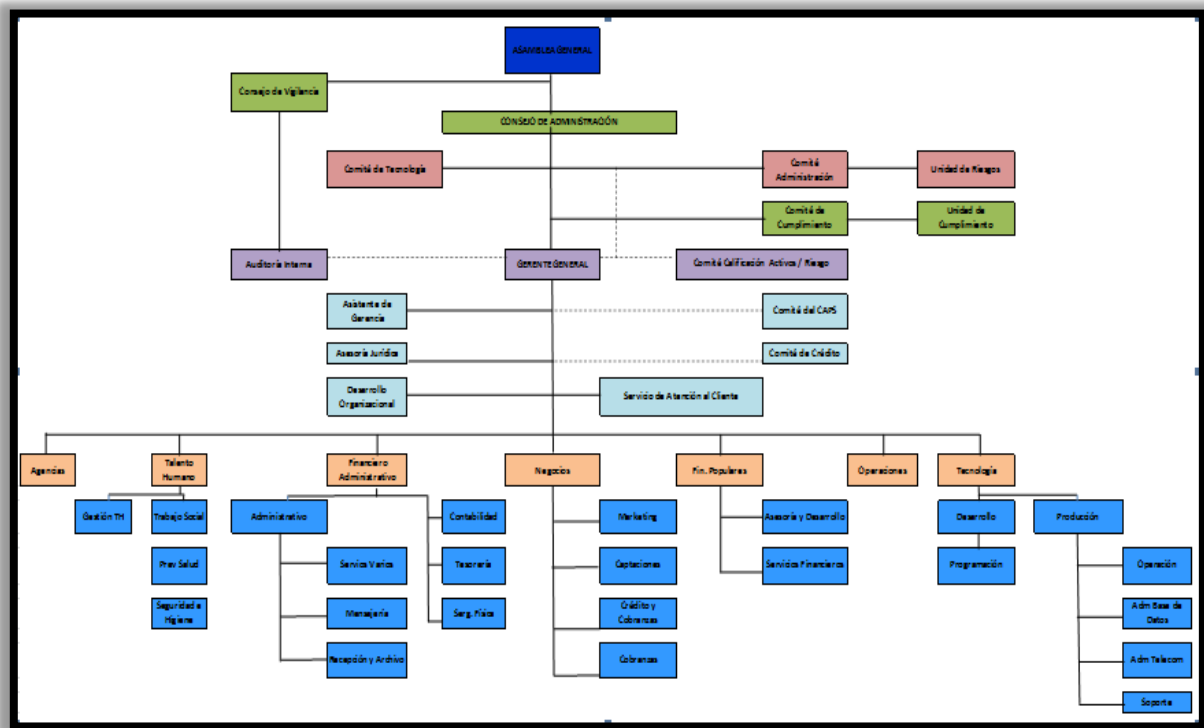 ASAMBLEA GENERAL
Consejo de Vigilancia
CONSEJO DE ADMINISTRACIÓN
Comité de Tecnología
Comité
Administración
Unidad de Riesgos
Comité de
Cumplimiento
Unidad de
Cumplimiento
Auditoría Interna
GERENTE GENERAL
Comité Calificación Activos / Riesgo
Asistente de
Gerencia
Comité del CAPS
Asesoría Jurídica
Comité de Crédito
Desarrollo
Organizacional
Servicio de Atención al Cliente
Agencias
Talento
Humano
Financiero
Administrativo
Negocios
Fin. Populares
Operaciones
Tecnología
Gestión TH
Trabajo Social
Administrativo
Contabilidad
Marketing
Asesoría y Desarrollo
Desarrollo
Producción
Prev Salud
Servicos Varios
Tesorería
Captaciones
Servicios Financieros
Programación
Operación
Seguridad e
Higiene
Mensajería
Serg. Física
Crédito y
Cobranzas
Adm Base de
Datos
Recepción y Archivo
Cobranzas
Adm Telecom
Soporte